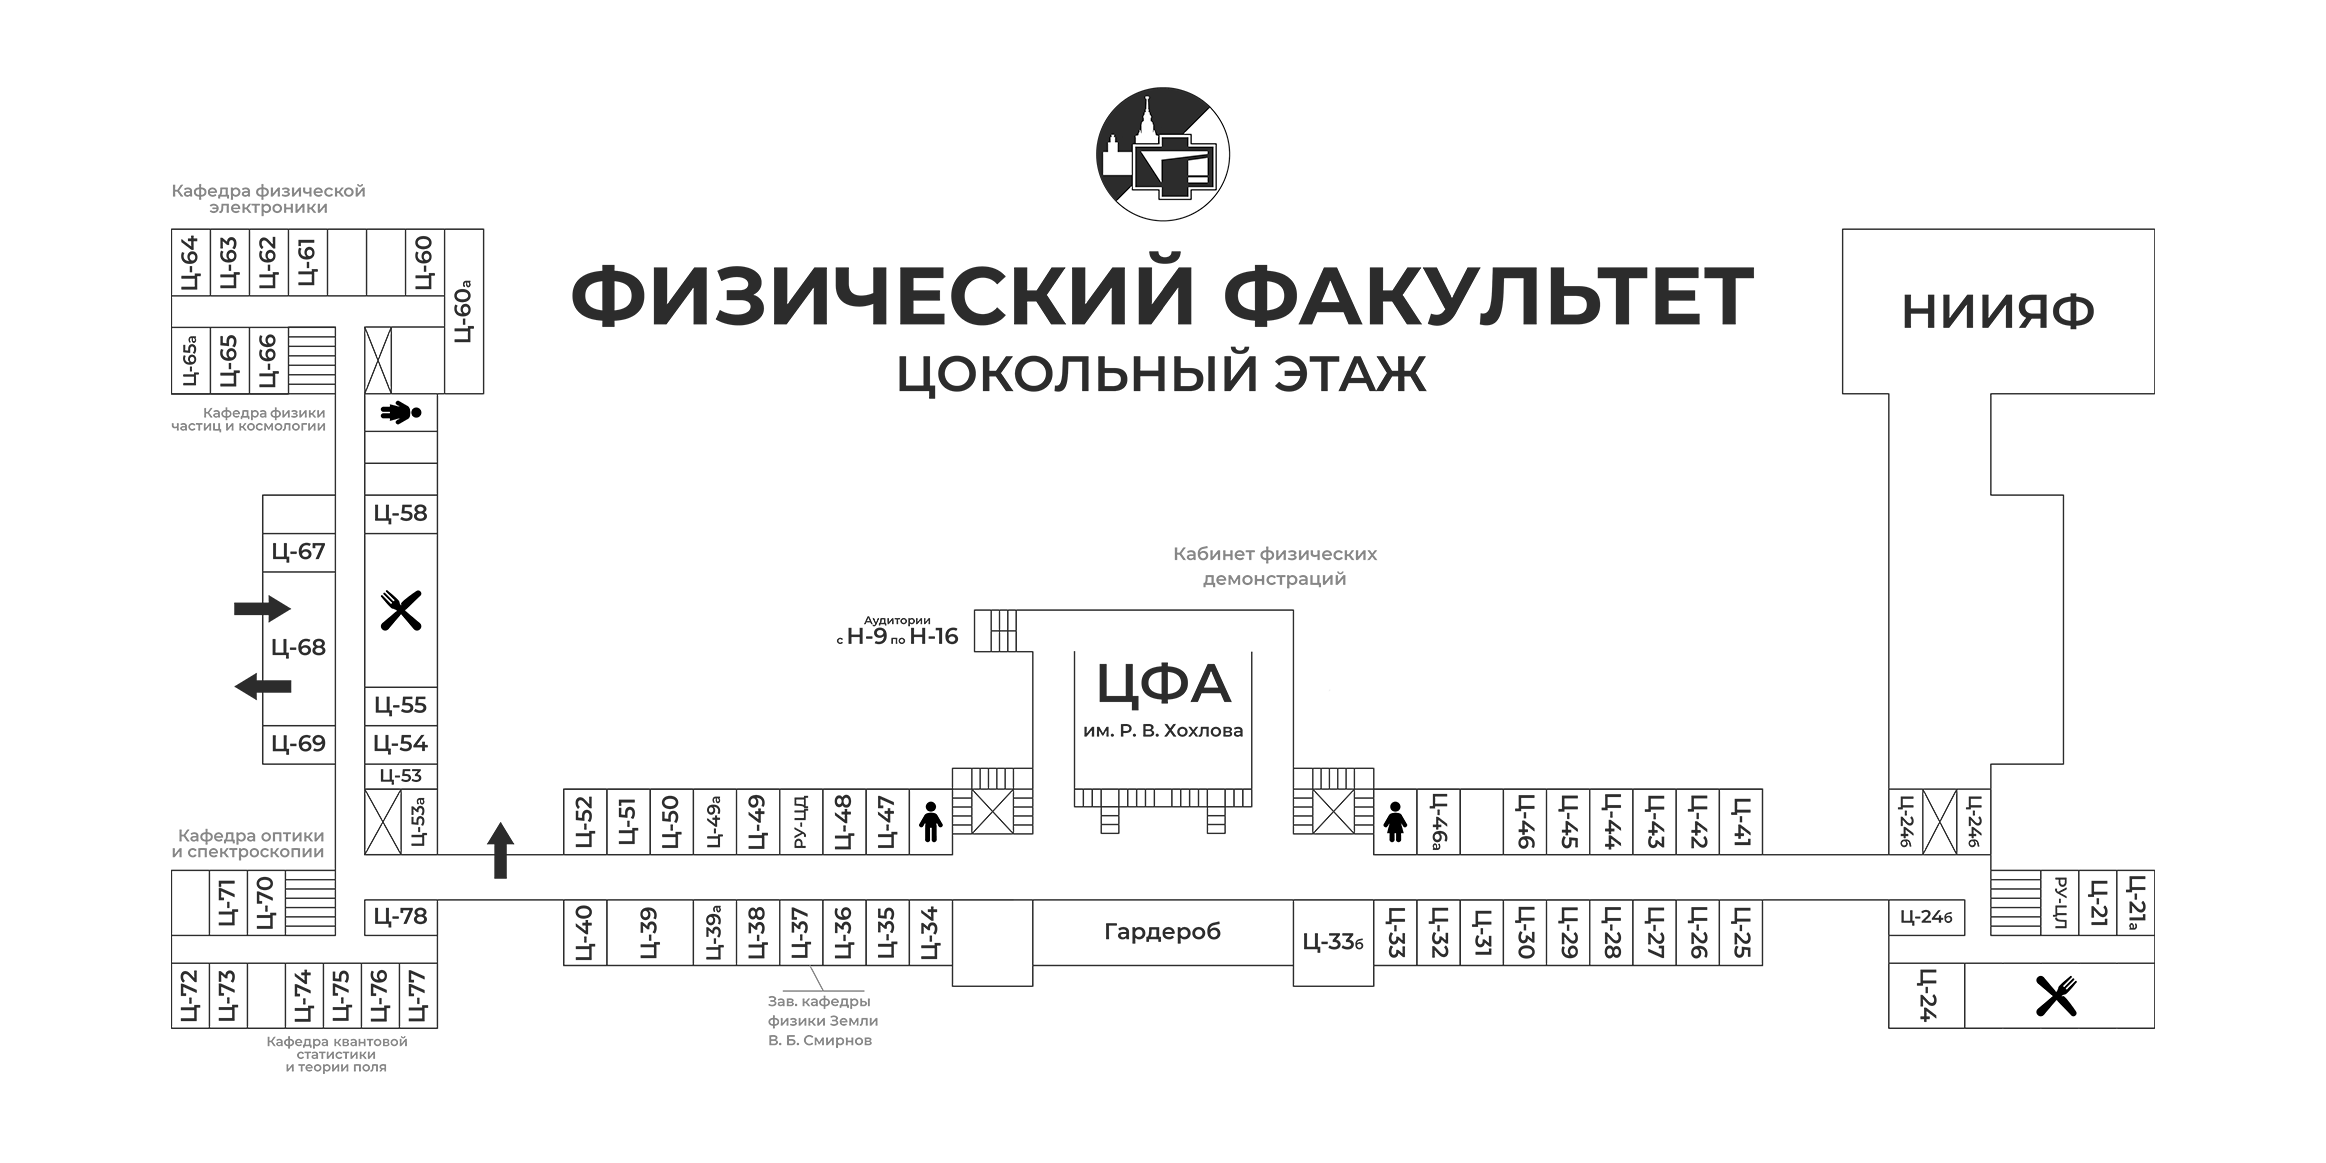 ФИЗИЧЕСКИЙ ФАКУЛЬТЕТ
ЦОКОЛЬНЫЙ ЭТАЖ
Кафедра физической
электроники
Ц-64
Ц-63
Ц-62
Ц-61
Ц-60
Ц-60а
Ц-65а
Ц-65
Ц-66
Кафедра физики
частиц и космологии
Ц-58
Ц-67
Ц-68
Ц-69
Ц-55
Ц-54
Ц-53
Ц-53а
Кафедра оптики
и спектроскопии
Ц-71
Ц-70
Ц-78
Ц-72
Ц-73
Ц-74
Ц-75
Ц-76
Ц-77
Кафедра квантовой
статистики
и теории поля
Ц-52
Ц-51
Ц-50
Ц-49а
Ц-49
РУ-ЦД
Ц-48
Ц-47
Ц-40
Ц-39
Ц-39а
Ц-38
Ц-37
Ц-36
Ц-35
Ц-34
Зав. кафедры
физики Земли
В. Б. Смирнов
Кабинет физических
демонстраций
Аудитории
с Н-9 по Н-16
ЦФА
им. Р. В. Хохлова
Гардероб
Ц-33б
Ц-46а
Ц-46
Ц-45
Ц-44
Ц-43
Ц-42
Ц-41
Ц-33
Ц-32
Ц-31
Ц-30
Ц-29
Ц-28
Ц-27
Ц-26
Ц-25
НИИЯФ
Ц-24б
Ц-24б
РУ-ЦЛ
Ц-21
Ц-21а
Ц-24б
Ц-24